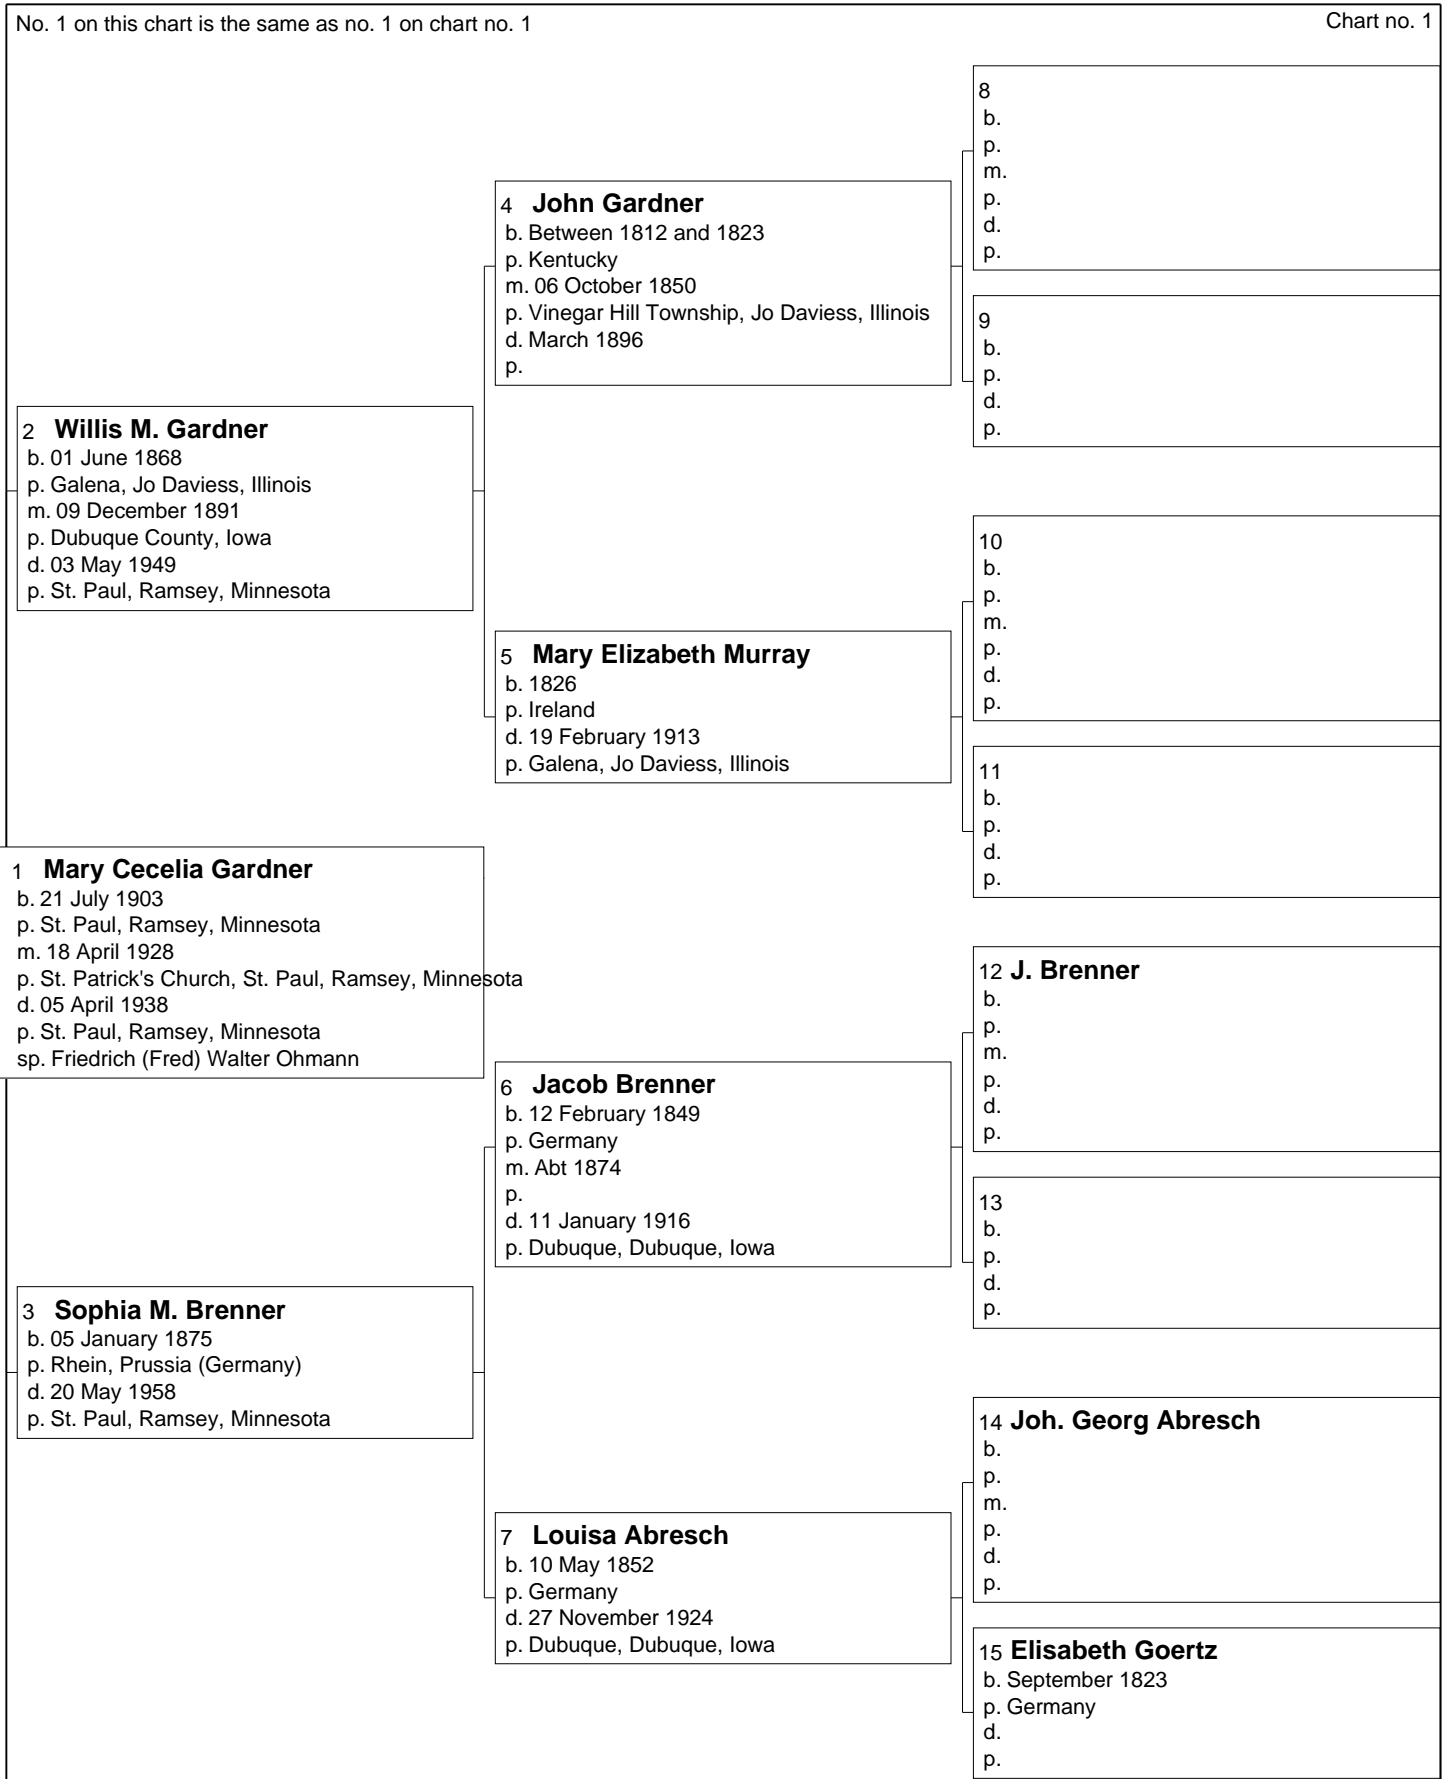 No. 1 on this chart is the same as no. 1 on chart no. 1
Chart no. 1
8
b.
p.
m.
p.
d.
p.
4 John Gardner
b. Between 1812 and 1823
p. Kentucky
m. 06 October 1850
p. Vinegar Hill Township, Jo Daviess, Illinois
d. March 1896
p.
9
b.
p.
d.
p.
2 Willis M. Gardner
b. 01 June 1868
p. Galena, Jo Daviess, Illinois
m. 09 December 1891
p. Dubuque County, Iowa
d. 03 May 1949
p. St. Paul, Ramsey, Minnesota
10
b.
p.
m.
p.
d.
p.
5 Mary Elizabeth Murray
b. 1826
p. Ireland
d. 19 February 1913
p. Galena, Jo Daviess, Illinois
11
b.
p.
d.
p.
1 Mary Cecelia Gardner
b. 21 July 1903
p. St. Paul, Ramsey, Minnesota
m. 18 April 1928
p. St. Patrick's Church, St. Paul, Ramsey, Minnesota
d. 05 April 1938
p. St. Paul, Ramsey, Minnesota
sp. Friedrich (Fred) Walter Ohmann
12 J. Brenner
b.
p.
m.
p.
d.
p.
6 Jacob Brenner
b. 12 February 1849
p. Germany
m. Abt 1874
p.
d. 11 January 1916
p. Dubuque, Dubuque, Iowa
13
b.
p.
d.
p.
3 Sophia M. Brenner
b. 05 January 1875
p. Rhein, Prussia (Germany)
d. 20 May 1958
p. St. Paul, Ramsey, Minnesota
14 Joh. Georg Abresch
b.
p.
m.
p.
d.
p.
7 Louisa Abresch
b. 10 May 1852
p. Germany
d. 27 November 1924
p. Dubuque, Dubuque, Iowa
15 Elisabeth Goertz
b. September 1823
p. Germany
d.
p.